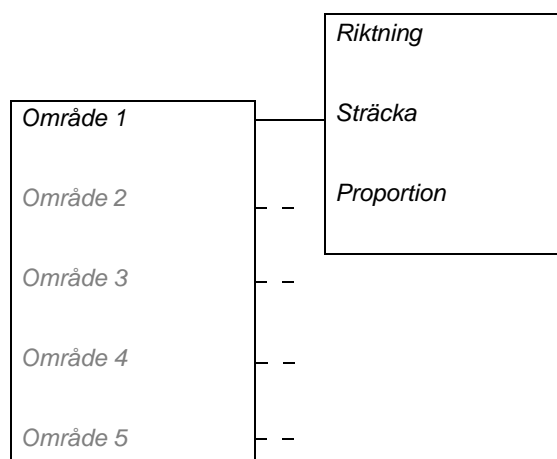 Riktning
Sträcka
Proportion
Område 1
Område 2
Område 3
Område 4
Område 5